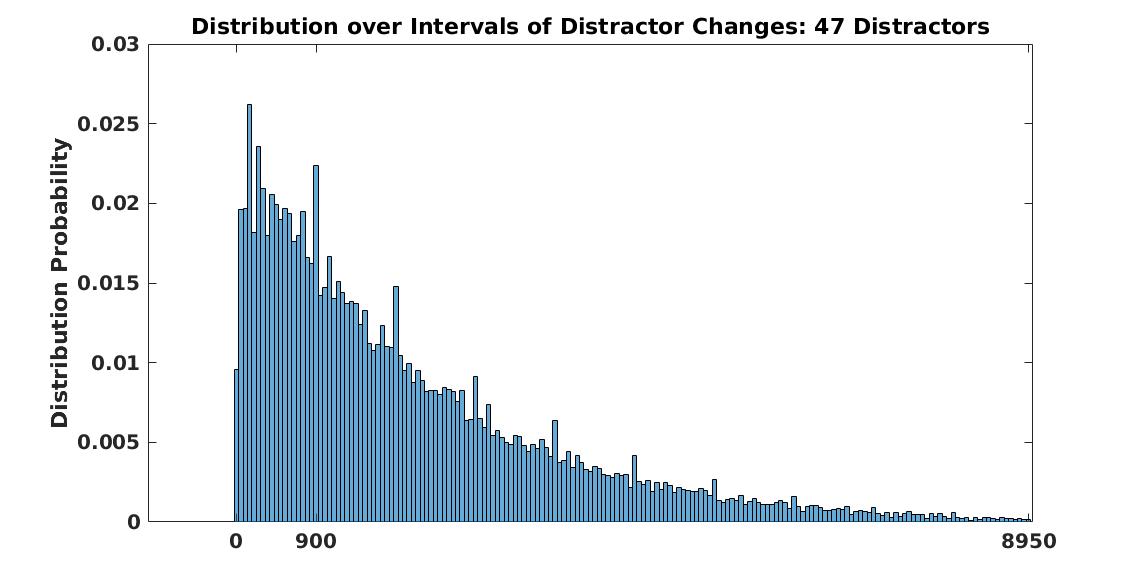 Distribution over Intervals of Distractor Changes: 47 Distractors
0.03
0.025
0.02
0.015
0.01
0.005
0
Distribution Probability
0 900 8950